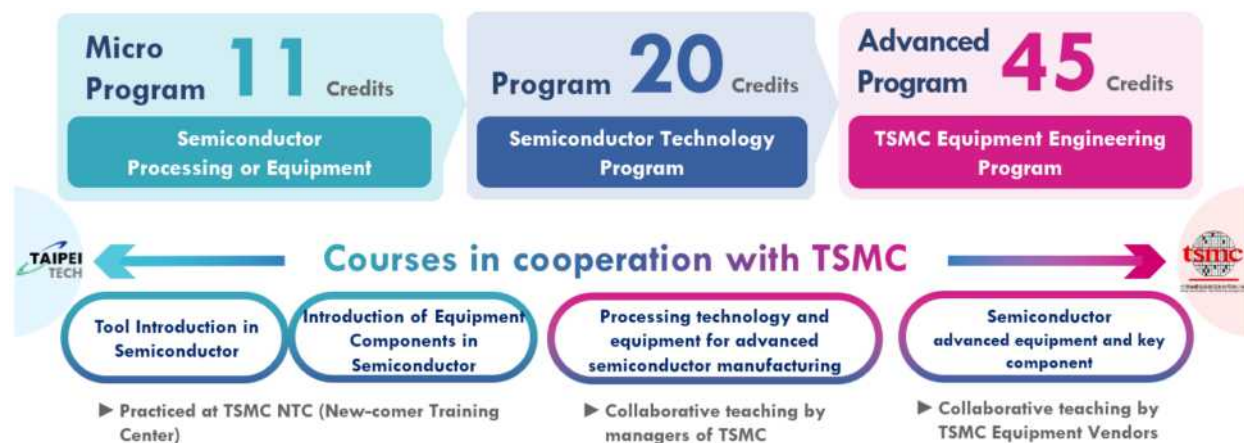 Micro
Program
11
Credits
Semiconductor
Processing or Equipment
Program
20
Credits
Semiconductor Technology
Program
Advanced
Program
45
Credits
TSMC Equipment Engineering
Program
TAIPEI
TECH
Courses in cooperation with TSMC
tsmc
Tool Introduction in
Semiconductor
Introduction of Equipment
Components in
Semiconductor
Processing technology and
equipment for advanced
semiconductor manufacturing
Semiconductor
advanced equipment and key
component
▶ Practiced at TSMC NTC (New-comer Training
Center)
▶ Collaborative teaching by
managers of TSMC
▶ Collaborative teaching by
TSMC Equipment Vendors